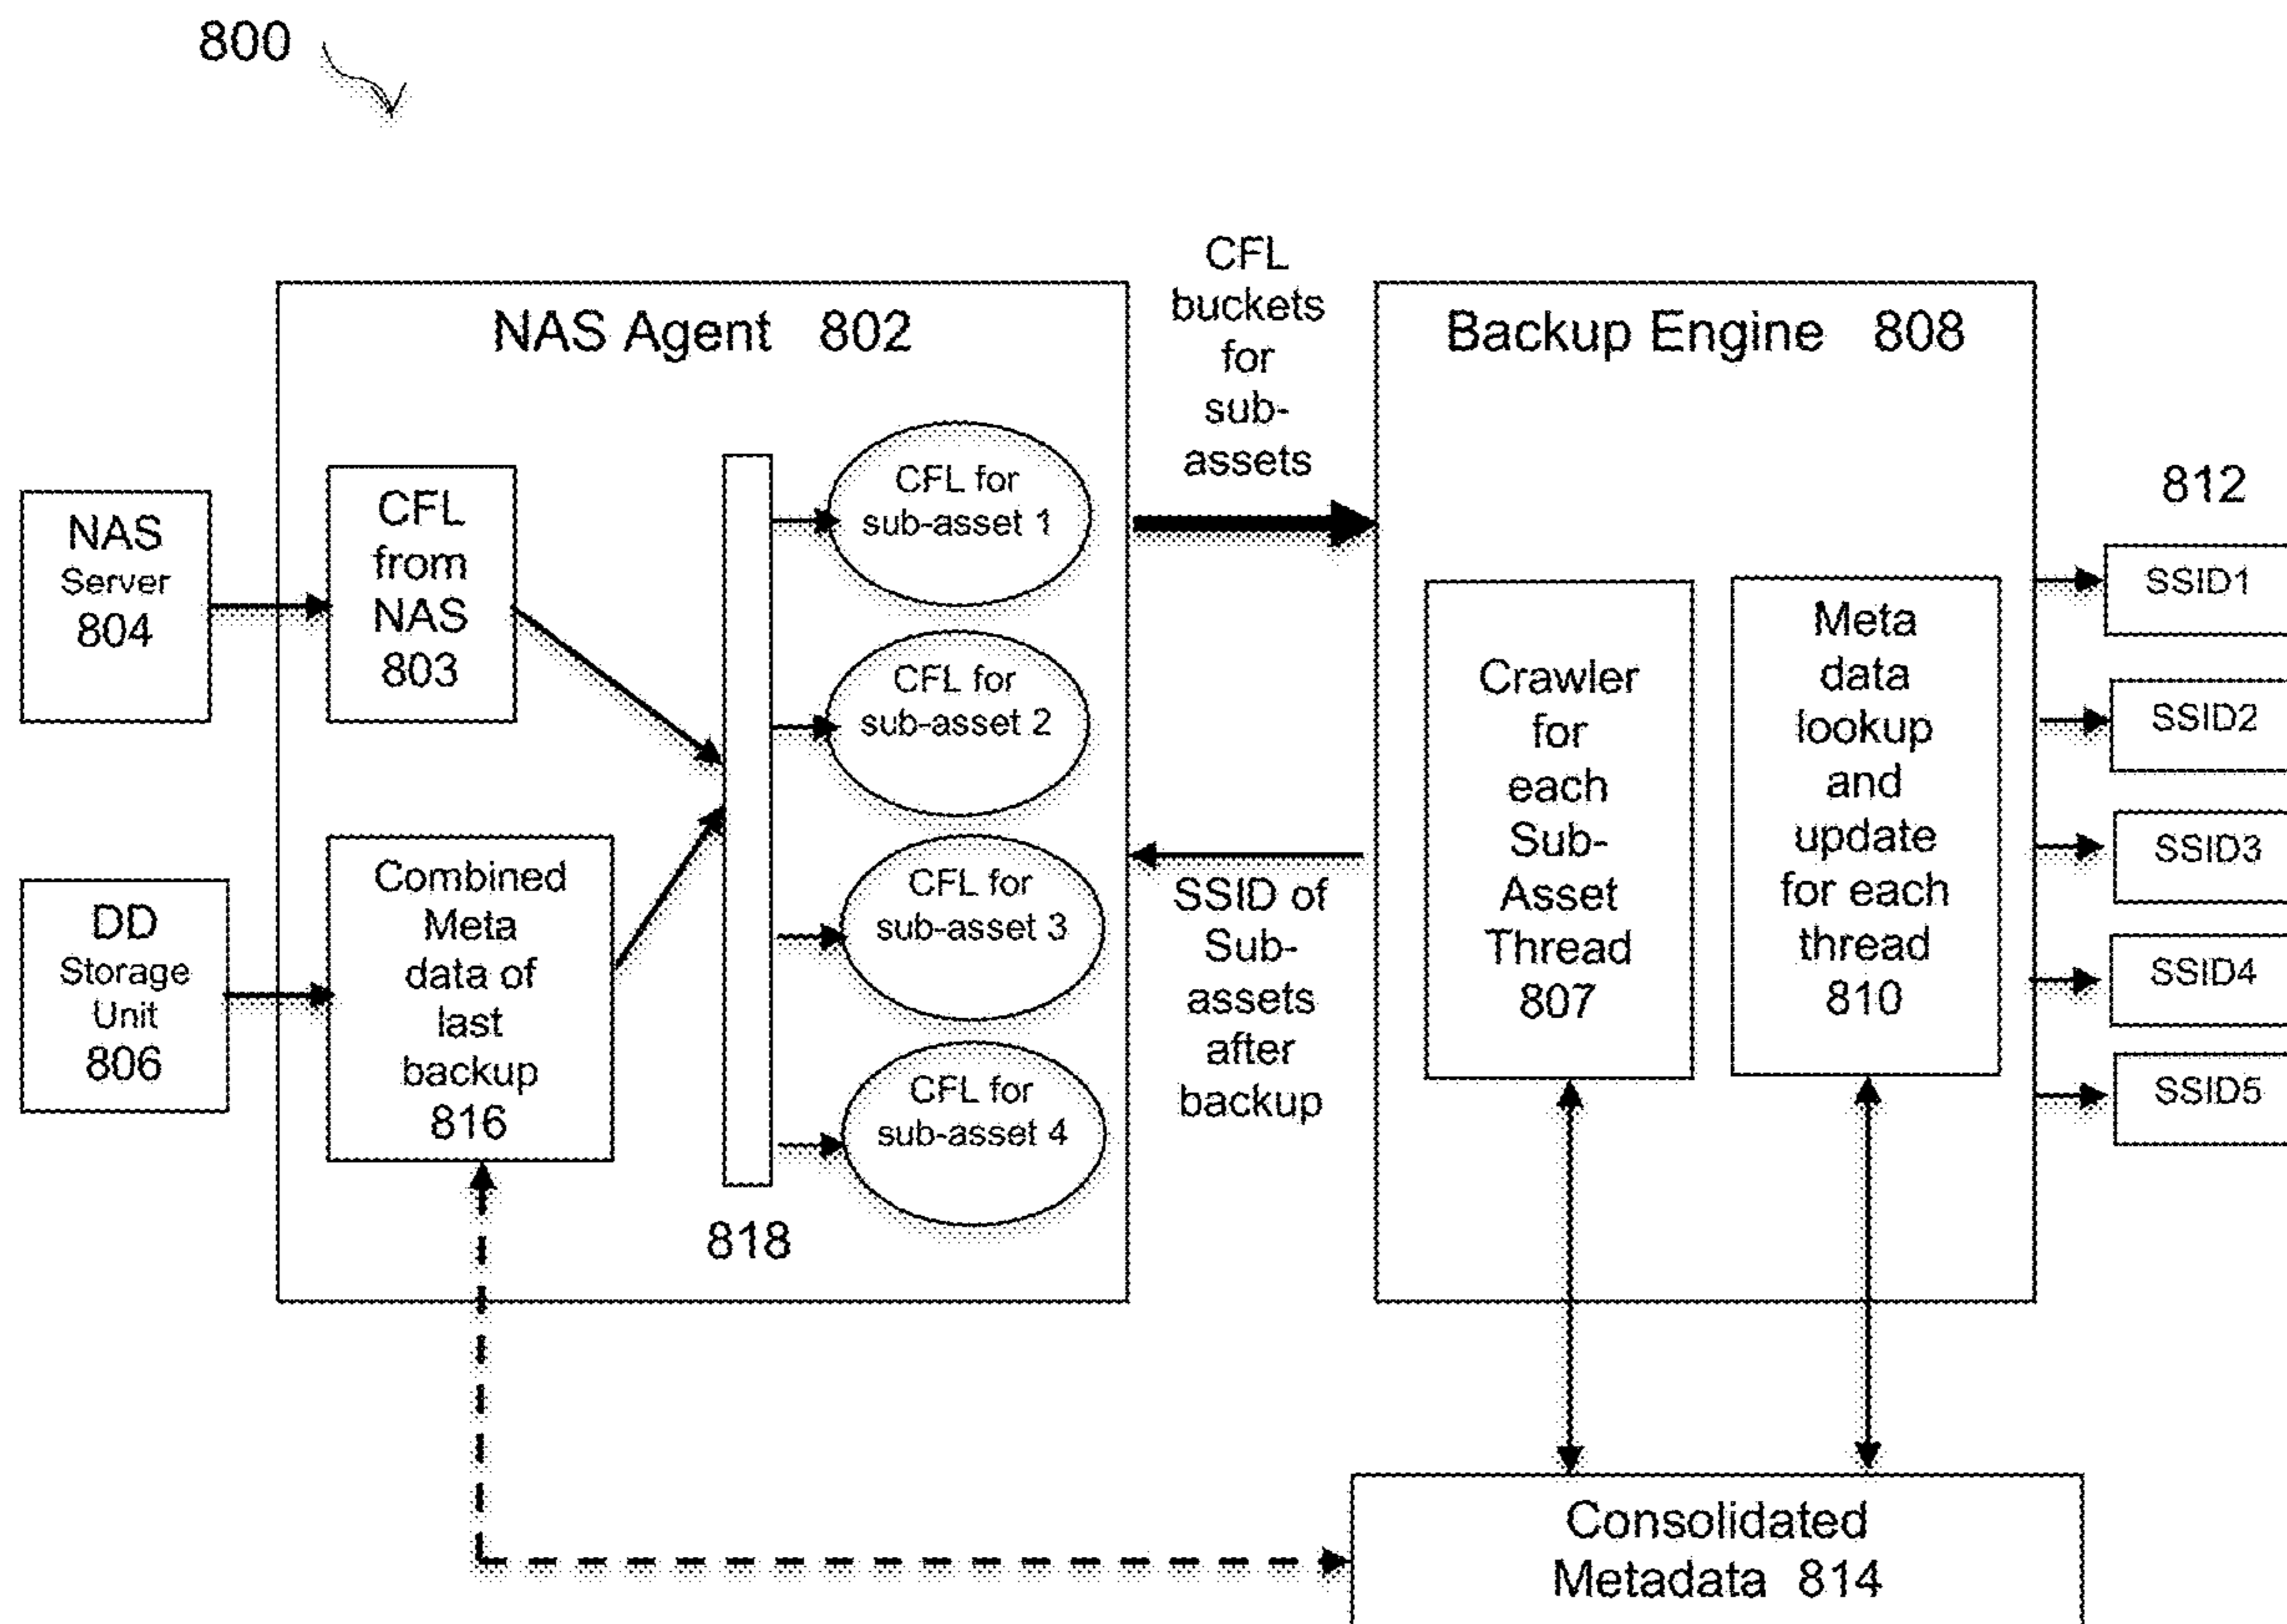 800
NAS Agent 802
CFL
buckets
for
sub-
assets
Backup Engine 808
NAS
Server
804
CFL
from
NAS
803
CFL for
sub-asset 1
CFL for
sub-asset 2
CFL for
sub-asset 3
CFL for
sub-asset 4
818
DD
Storage
Unit
806
Combined
Meta
data of
last
backup
816
SSID of
Sub-
assets
after
backup
Crawler
for
each
Sub-
Asset
Thread
807
Meta
data
lookup
and
update
for each
thread
810
812
SSID1
SSID2
SSID3
SSID4
SSID5
Consolidated
Metadata 814